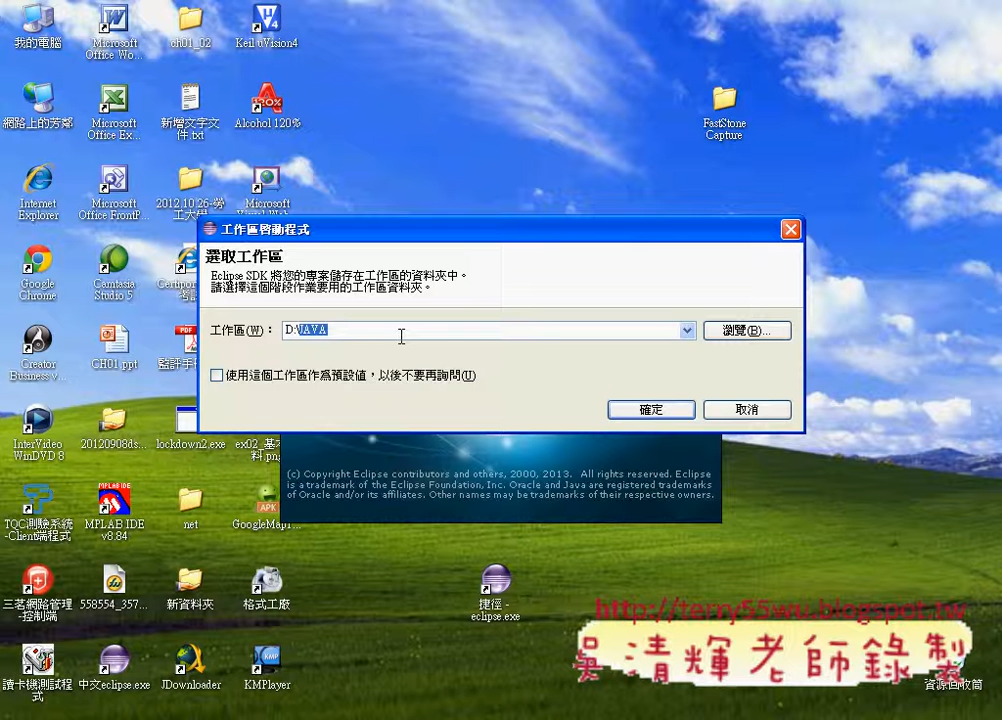 我的電腦
Microsoft
Office Wo...
ch01_02
Keil uVision4
網路上的芳鄰
Microsoft
Office Ex...
新增文字文
件.txt
Alcohol 120%
FastStone
Capture
Internet
Explorer
Microsoft
Office FrontP...
2012.10.26-勞
工大學
Microsoft
Google
Chrome
Camtasia
Studio 5
工作區啟動程式
選取工作區
Eclipse SDK 將您的專案儲存在工作區的資料夾中。
請選擇這個階段作業要用的工作區資料夾。
工作區(W)：
D:\JAVA
瀏覽(B)...
使用這個工作區作為預設值，以後不要再詢問(U)
確定
取消
Creator
Business v...
CH01.ppt
InterVideo
WinDVD 8
20120908ds...
lockdown2.exe
(c) Copyright Eclipse contributors and others, 2000, 2013. All rights reserved. Eclipse
is a trademark of the Eclipse Foundation, Inc. Oracle and Java are registered trademarks
of Oracle and/or its affiliates. Other names may be trademarks of their respective owners.
TQC測驗系統
-Client端程式
MPLAB IDE
v8.84
net
GoogleMapT...
三茗網路管理
-控制端
558554_357...
新資料夾
格式工廠
捷徑 -
eclipse.exe
http://terry55wu.blogspot.tw
吳清輝老師錄製
讀卡機測試程
式
中文eclipse.exe
JDownloader
KMPlayer
資源回收筒